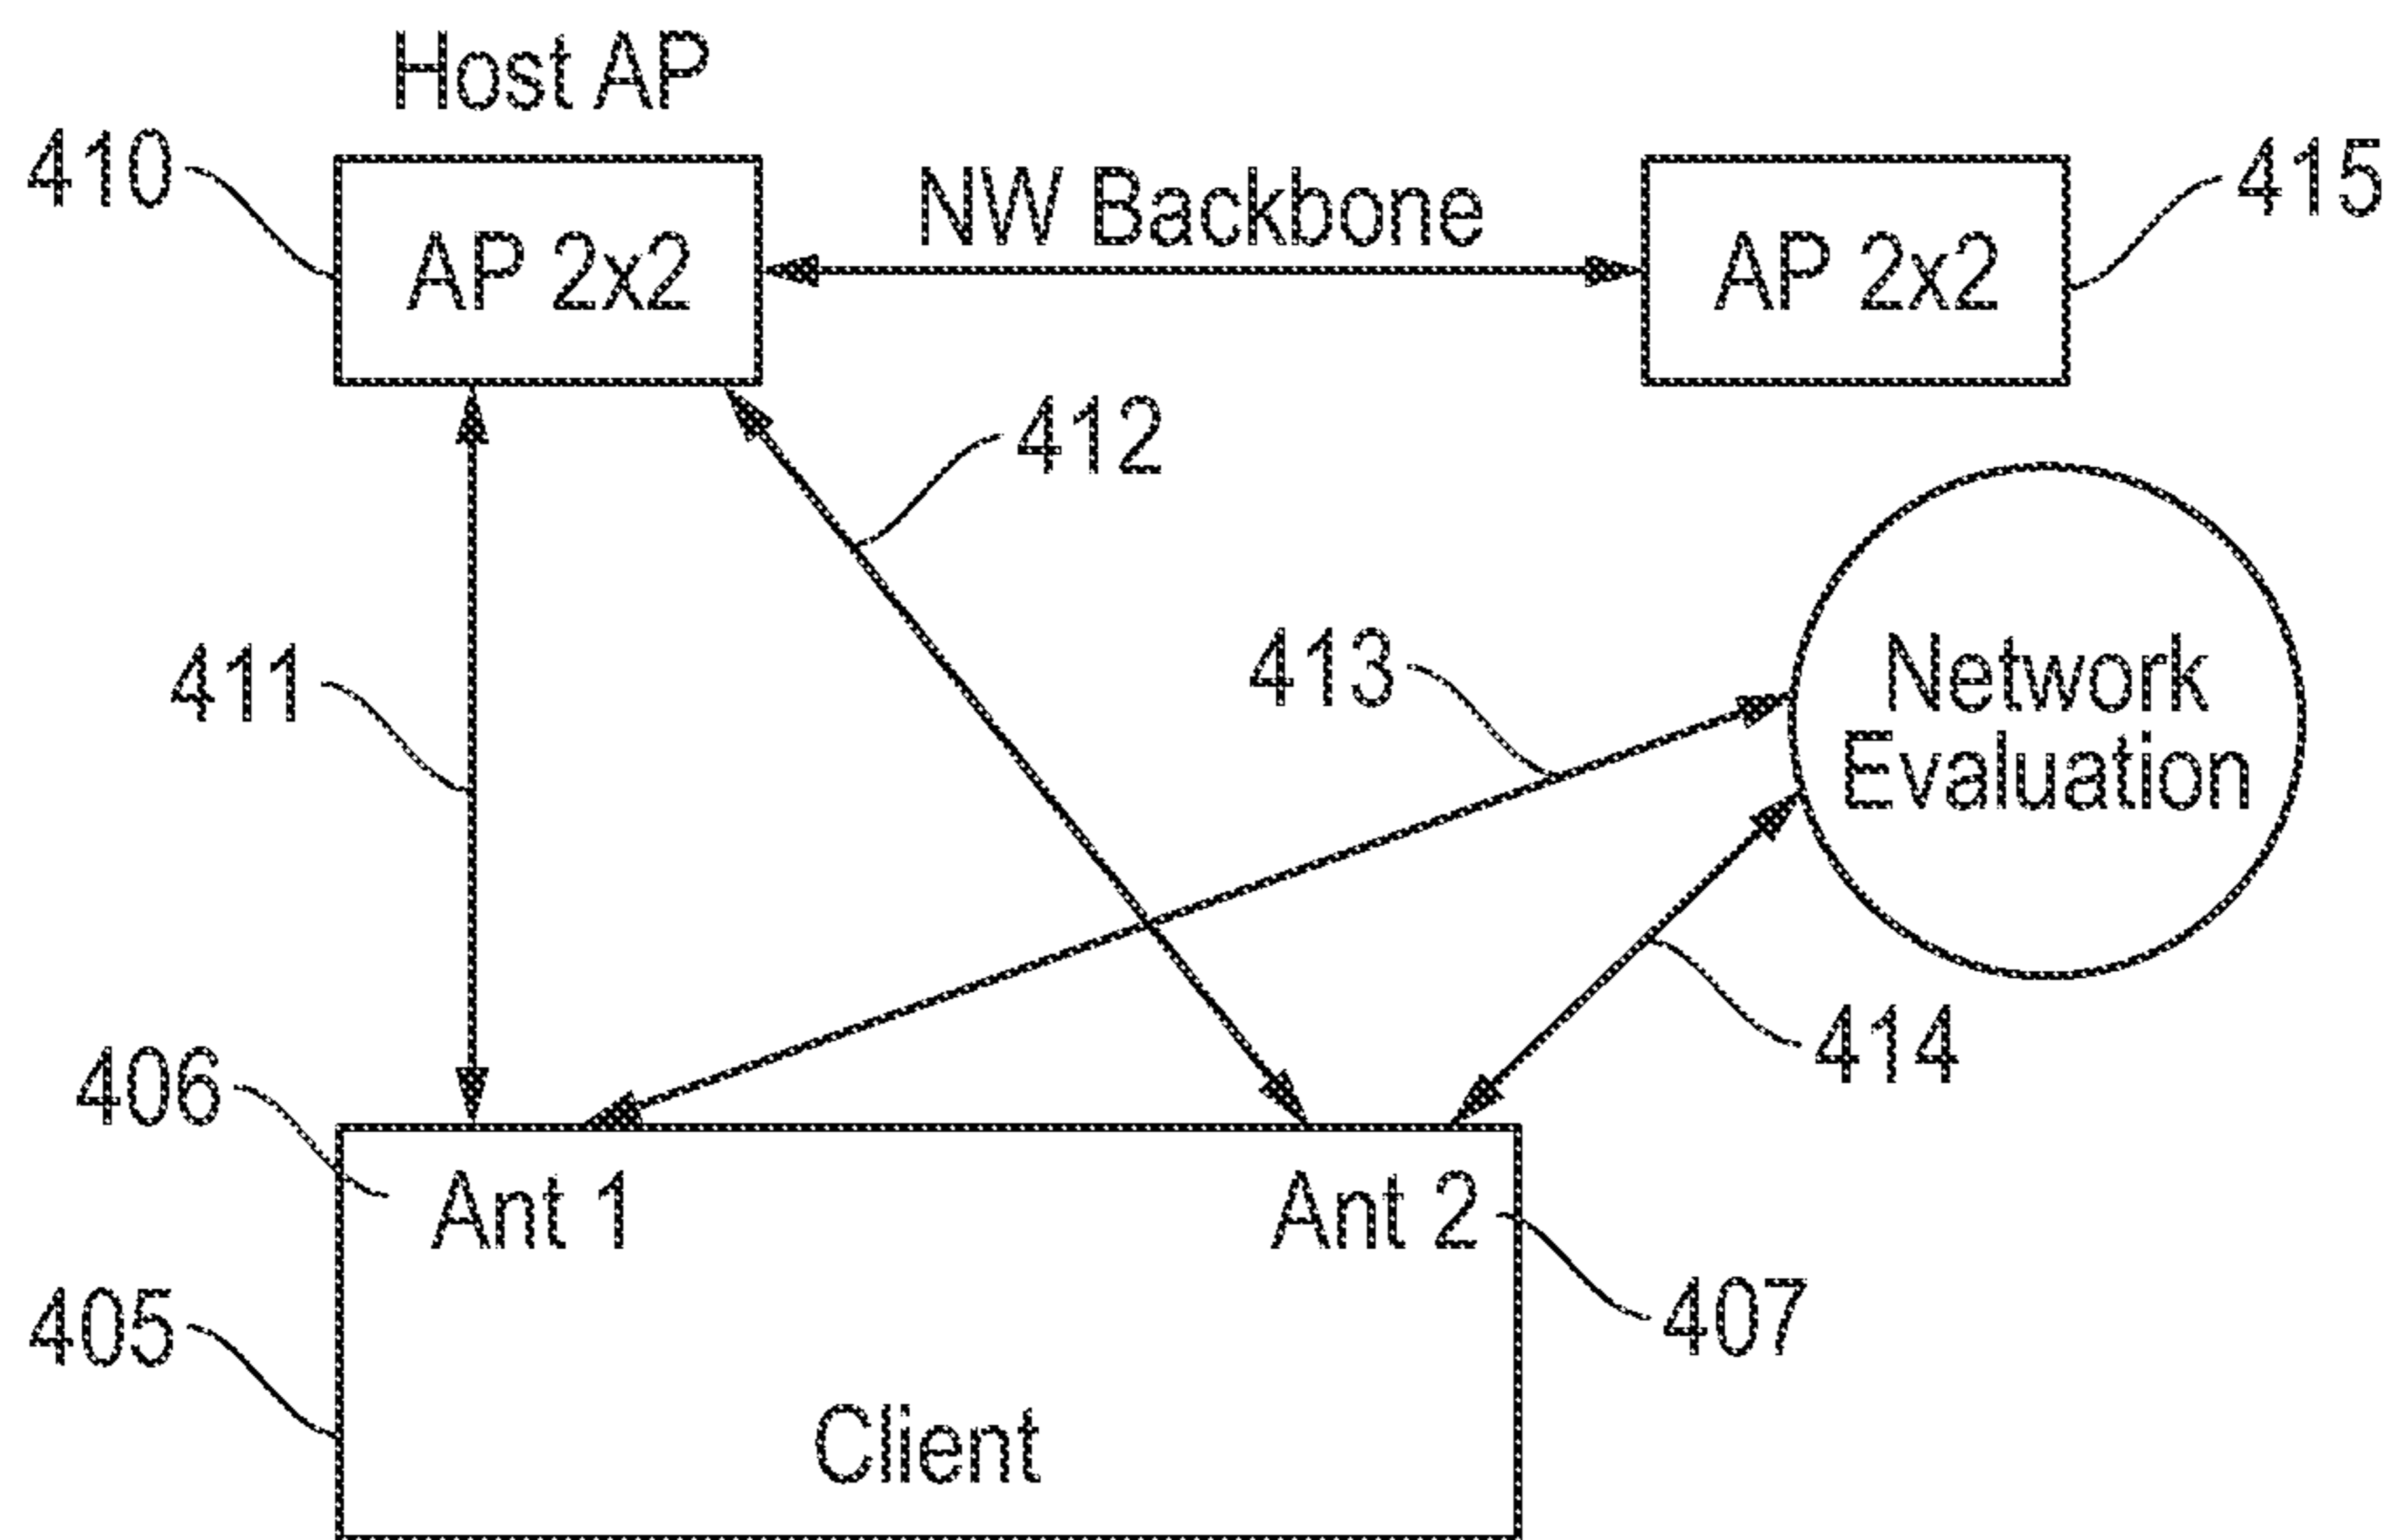 Host AP
410
AP 2x2
NW Backbone
AP 2x2
415
412
411
413
Network
Evaluation
414
406
Ant 1
Ant 2
405
407
Client